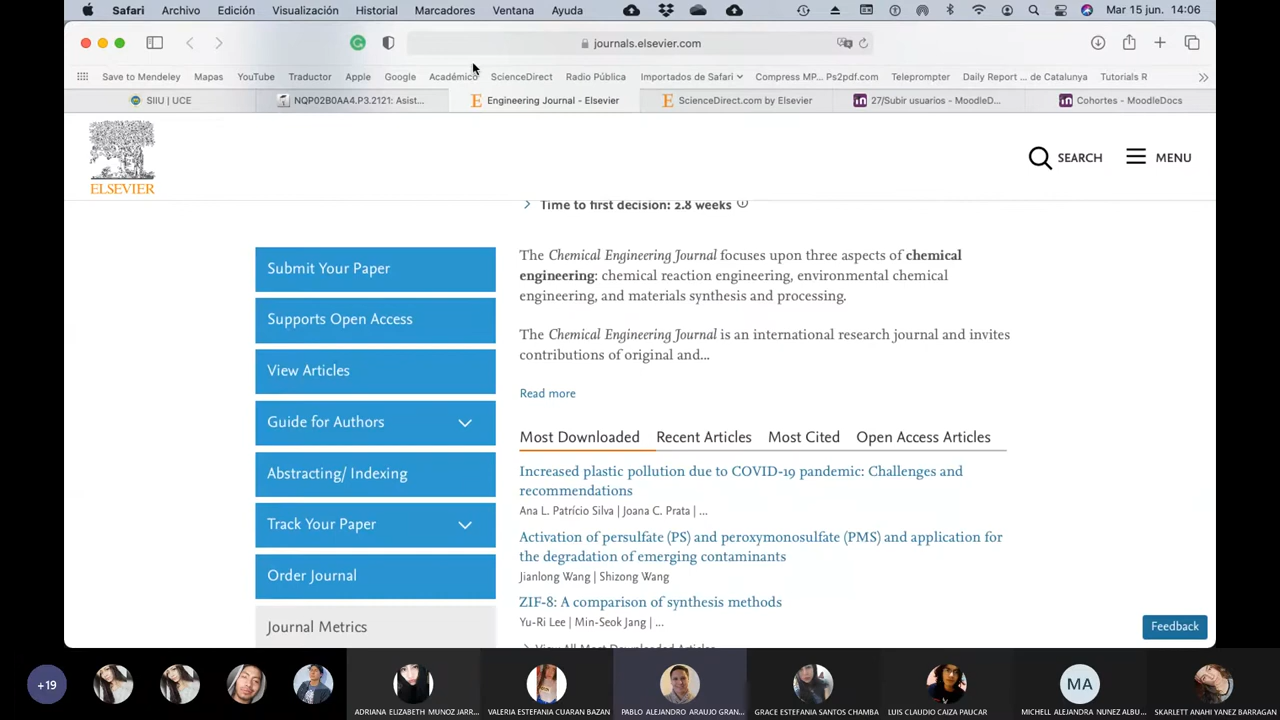 Safari Archivo Edición Visualización Historial Marcadores Ventana Ayuda Mar 15 jun. 14:06
journals.elsevier.com
Save to Mendeley Mapas YouTube Traductor Apple Google Académico ScienceDirect Radio Pública Importados de Safari Compress MP... Ps2pdf.com Teleprompter Daily Report ... de Catalunya Tutorials R
SIIU | UCE NQP02B0AA4.P3.2121: Asist... Engineering Journal - Elsevier ScienceDirect.com by Elsevier 27/Subir usuarios - MoodleD... Cohortes - MoodleDocs
ELSEVIER
SEARCH MENU
Time to first decision: 2.8 weeks
Submit Your Paper
Supports Open Access
View Articles
Guide for Authors
Abstracting/ Indexing
Track Your Paper
Order Journal
Journal Metrics
The Chemical Engineering Journal focuses upon three aspects of chemical
engineering: chemical reaction engineering, environmental chemical
engineering, and materials synthesis and processing.
The Chemical Engineering Journal is an international research journal and invites
contributions of original and...
Read more
Most Downloaded Recent Articles Most Cited Open Access Articles
Increased plastic pollution due to COVID-19 pandemic: Challenges and
recommendations
Ana L. Patrício Silva | Joana C. Prata | ...
Activation of persulfate (PS) and peroxymonosulfate (PMS) and application for
the degradation of emerging contaminants
Jianlong Wang | Shizong Wang
ZIF-8: A comparison of synthesis methods
Yu-Ri Lee | Min-Seok Jang | ...
View All Most Downloaded Articles
Feedback
+19
MA
ADRIANA ELIZABETH MUNOZ JARR... VALERIA ESTEFANIA CUARAN BAZAN PABLO ALEJANDRO ARAUJO GRAN... GRACE ESTEFANIA SANTOS CHAMBA LUIS CLAUDIO CAIZA PAUCAR MICHELL ALEJANDRA NUNEZ ALBU... SKARLETT ANAHI YANEZ BARRAGAN